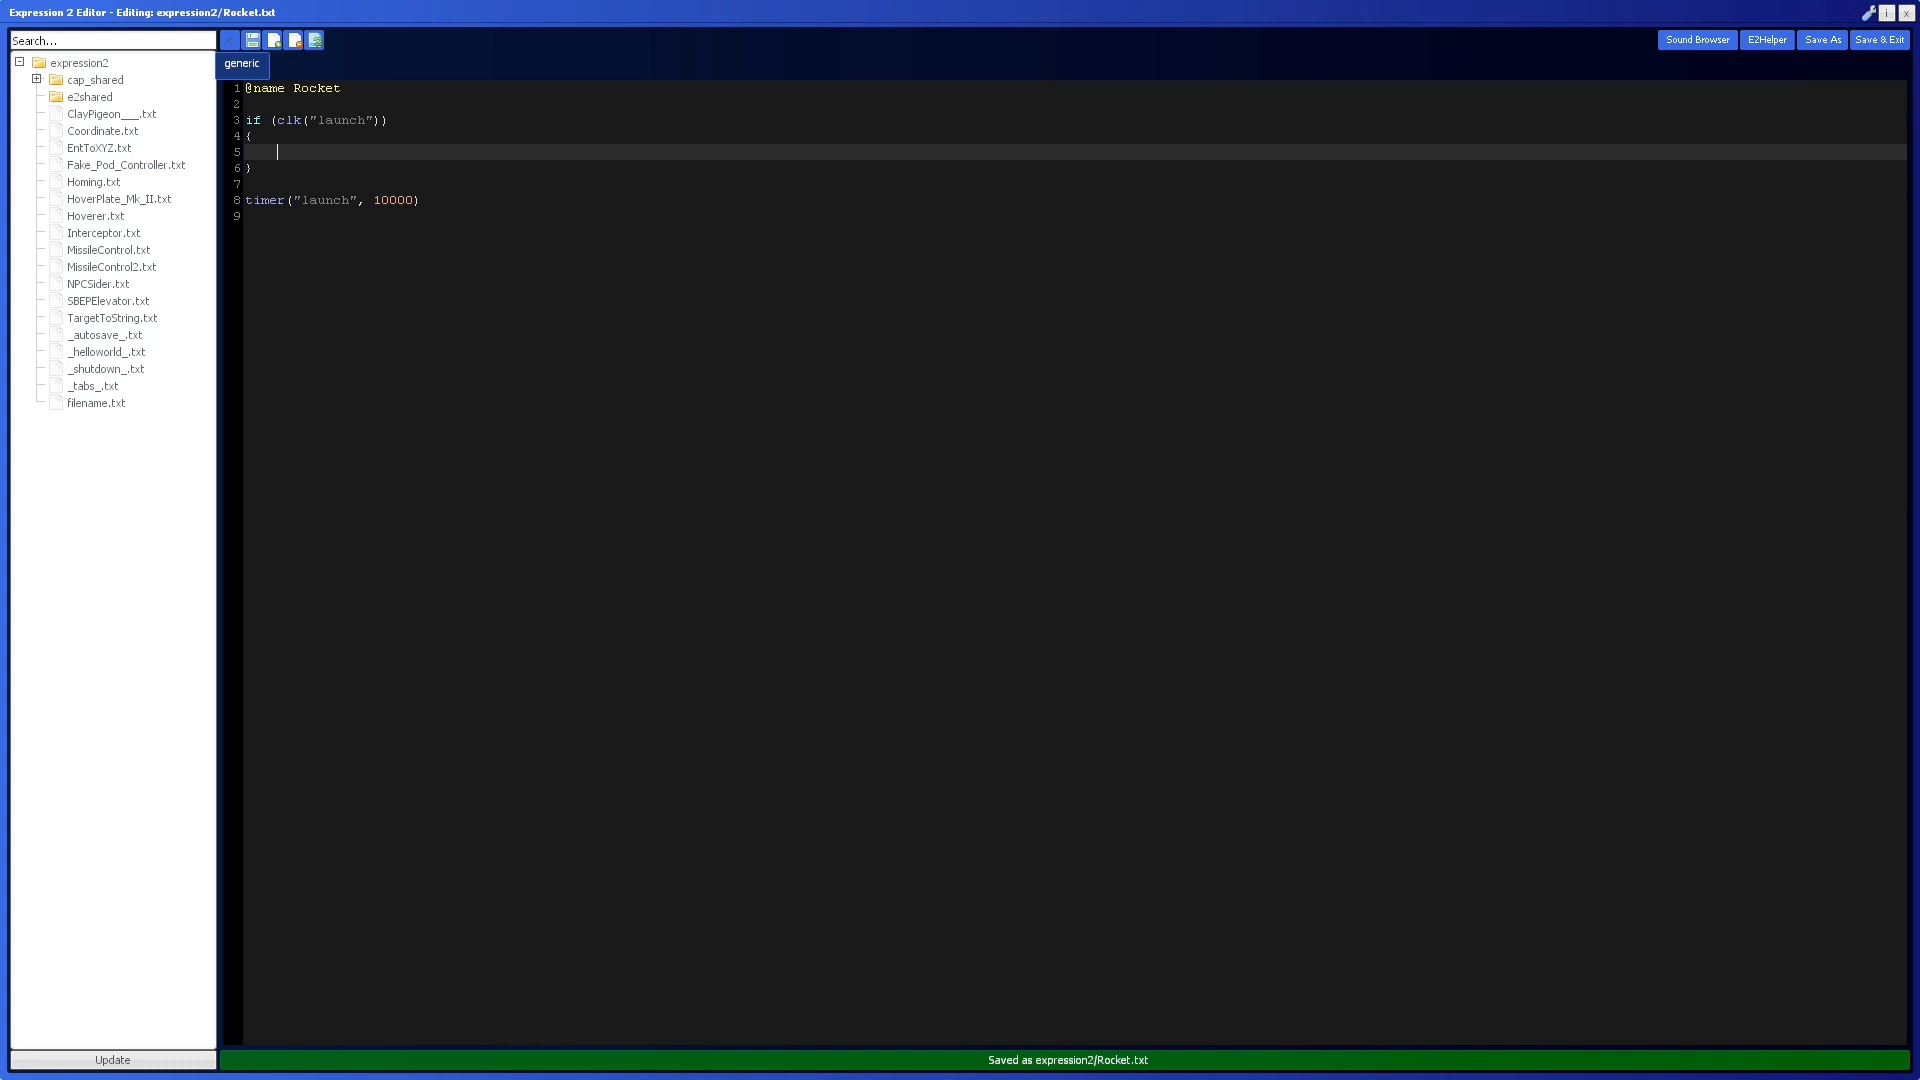 Expression 2 Editor - Editing: expression2/Rocket.txt
i
x
Search...
<
Sound Browser
E2Helper
Save As
Save & Exit
generic
expression2
cap_shared
e2shared
ClayPigeon___.txt
Coordinate.txt
EntToXYZ.txt
Fake_Pod_Controller.txt
Homing.txt
HoverPlate_Mk_II.txt
Hoverer.txt
Interceptor.txt
MissileControl.txt
MissileControl2.txt
NPCSider.txt
SBEPElevator.txt
TargetToString.txt
_autosave_.txt
_helloworld_.txt
_shutdown_.txt
_tabs_.txt
filename.txt
1 @name Rocket
2
3 if (clk("launch"))
4 {
5
6 }
7
8 timer("launch", 10000)
9
Update
Saved as expression2/Rocket.txt